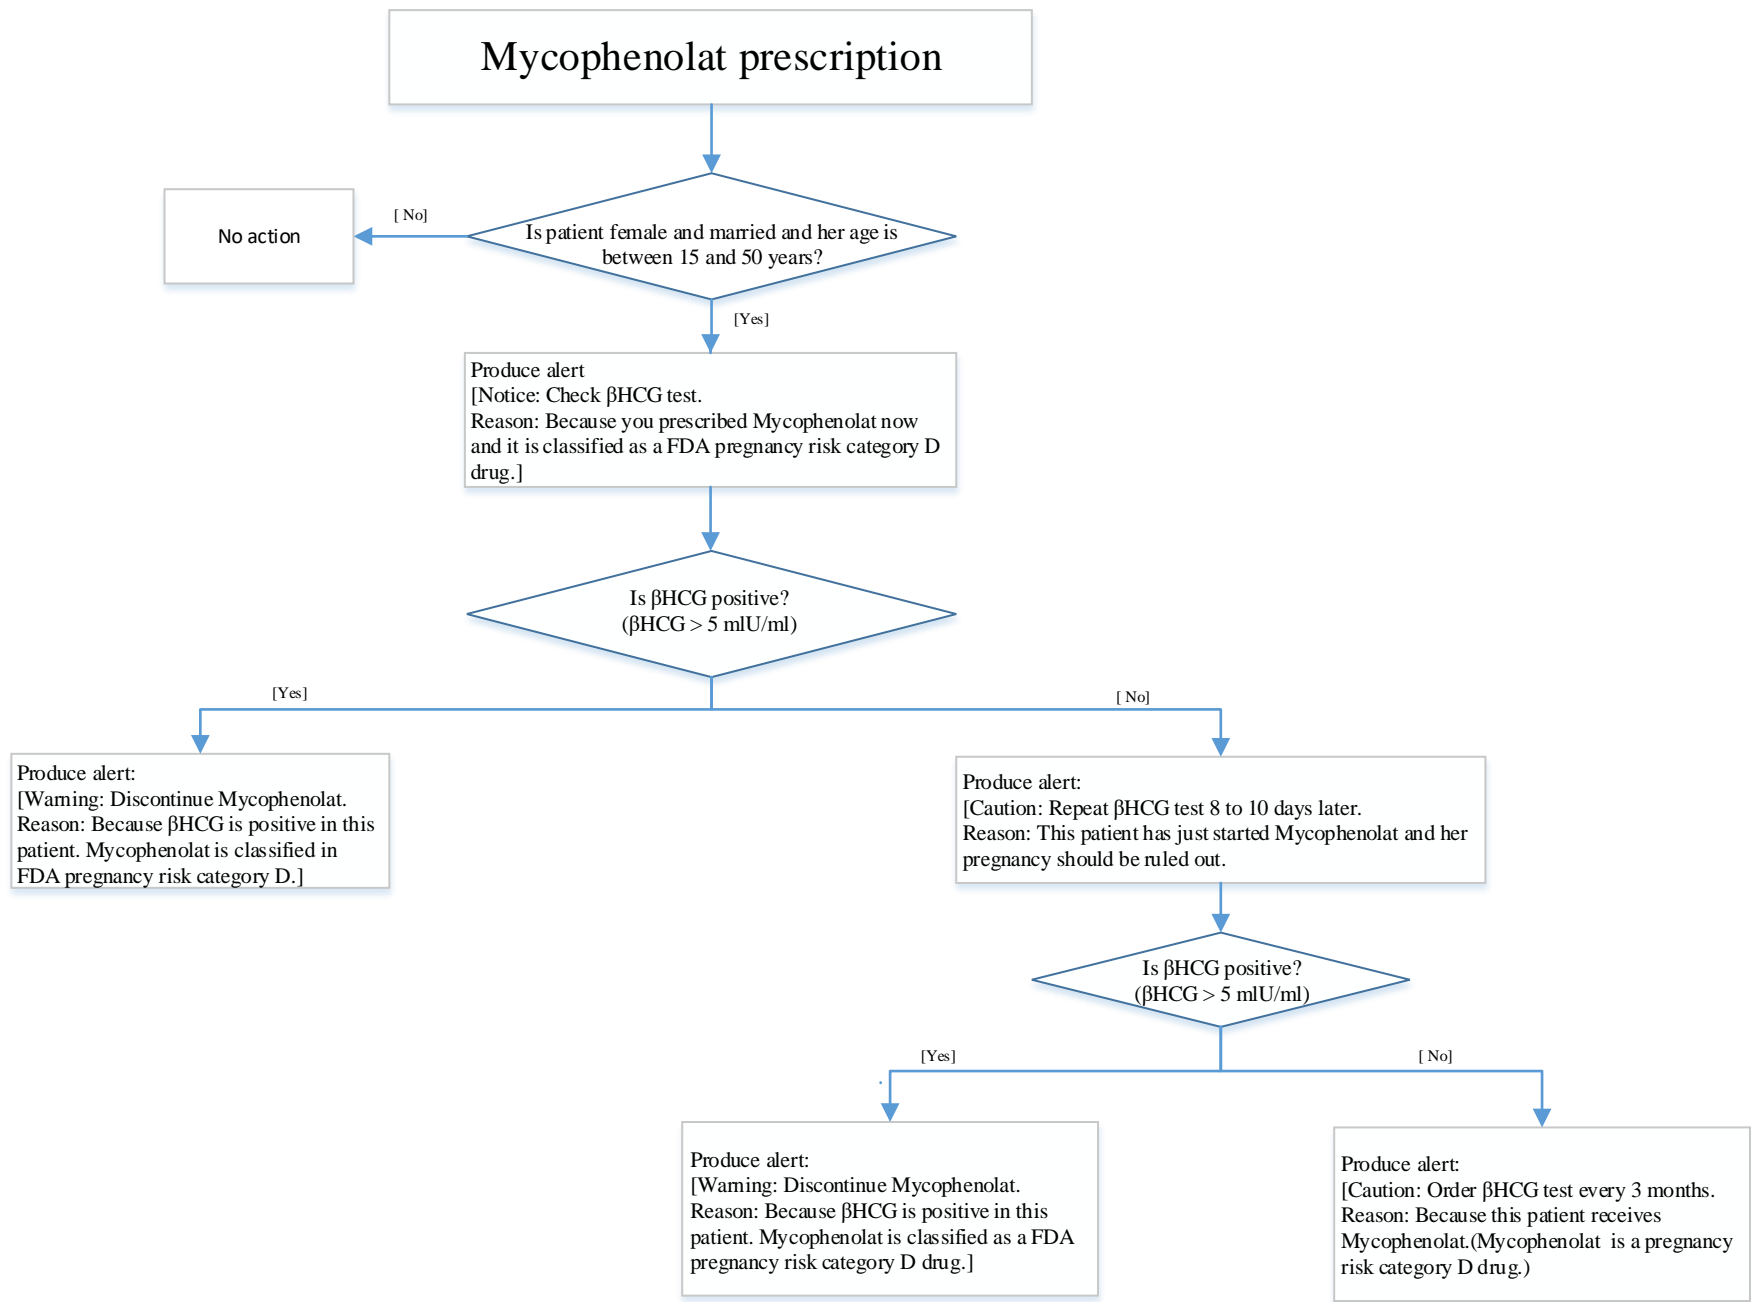 Mycophenolat prescription
[ No]
No action
Is patient female and married and her age is
between 15 and 50 years?
[Yes]
Produce alert
[Notice: Check βHCG test.
Reason: Because you prescribed Mycophenolat now
and it is classified as a FDA pregnancy risk category D
drug.]
Is βHCG positive?
(βHCG > 5 mlU/ml)
[Yes]
[ No]
Produce alert:
[Warning: Discontinue Mycophenolat.
Reason: Because βHCG is positive in this
patient. Mycophenolat is classified in
FDA pregnancy risk category D.]
Produce alert:
[Caution: Repeat βHCG test 8 to 10 days later.
Reason: This patient has just started Mycophenolat and her
pregnancy should be ruled out.
Is βHCG positive?
(βHCG > 5 mlU/ml)
[Yes]
[ No]
Produce alert:
[Warning: Discontinue Mycophenolat.
Reason: Because βHCG is positive in this
patient. Mycophenolat is classified as a FDA
pregnancy risk category D drug.]
Produce alert:
[Caution: Order βHCG test every 3 months.
Reason: Because this patient receives
Mycophenolat.(Mycophenolat is a pregnancy
risk category D drug.)